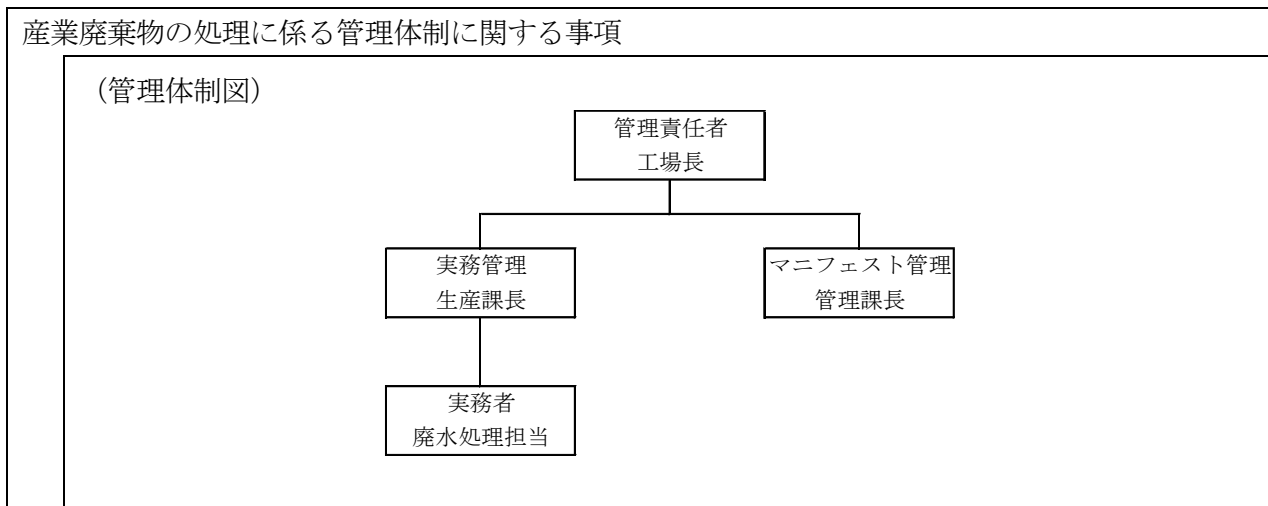 産業廃棄物の処理に係る管理体制に関する事項
（管理体制図）
管理責任者
工場長
実務管理
生産課長
マニフェスト管理
管理課長
実務者
廃水処理担当